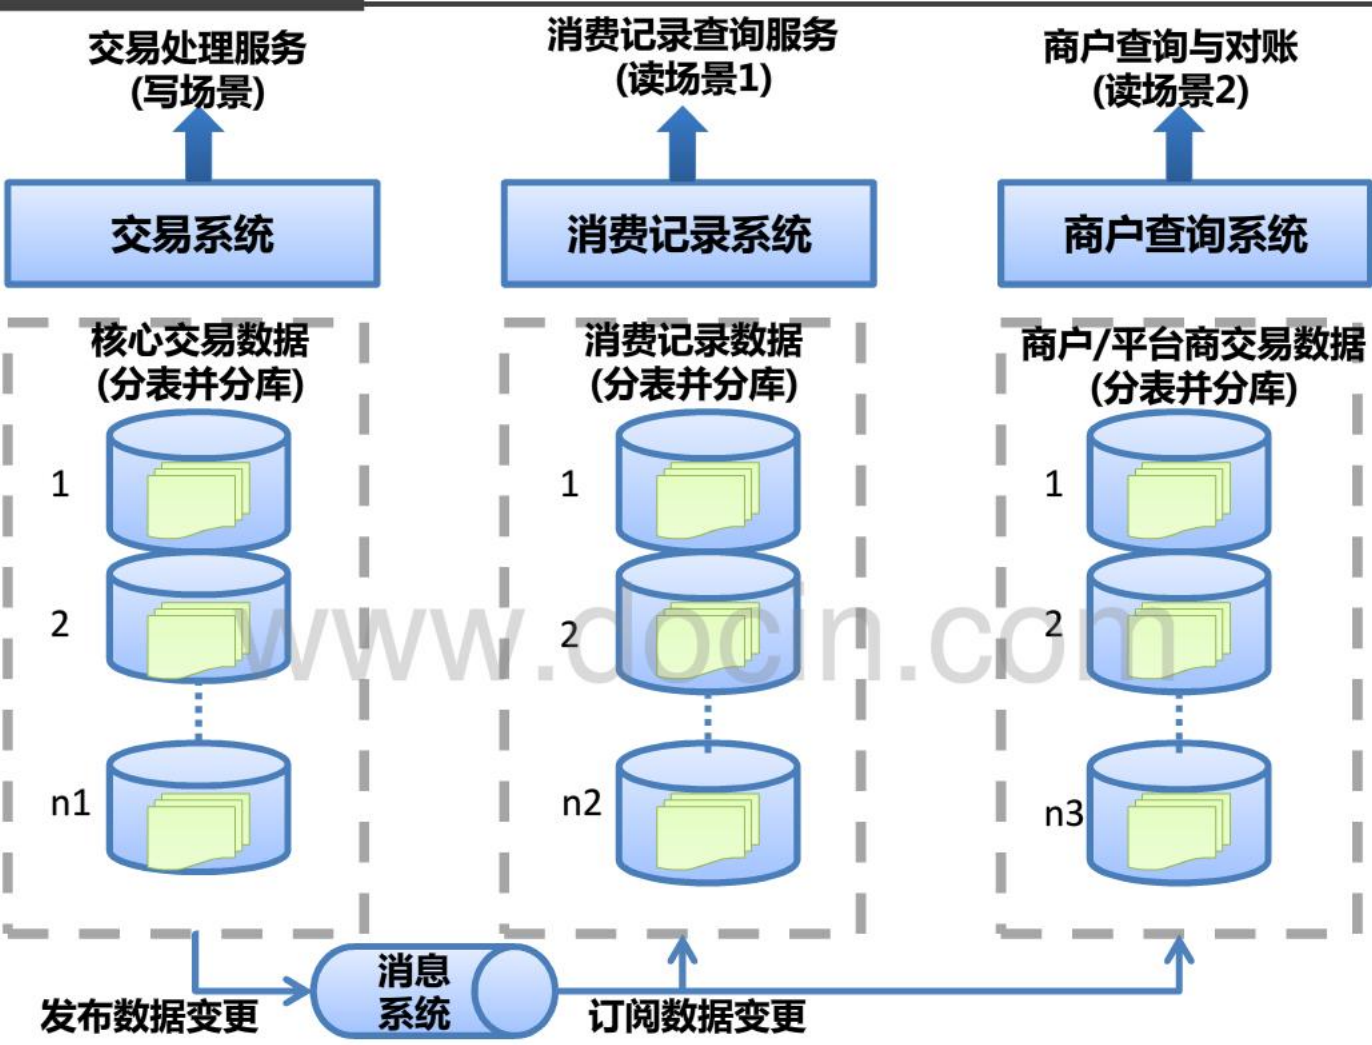 交易处理服务
(写场景)
消费记录查询服务
(读场景1)
商户查询与对账
(读场景2)
交易系统
消费记录系统
商户查询系统
核心交易数据
(分表并分库)
1
2
n1
消费记录数据
(分表并分库)
1
2
n2
商户/平台商交易数据
(分表并分库)
1
2
n3
www.docin.com
发布数据变更
消息
系统
订阅数据变更